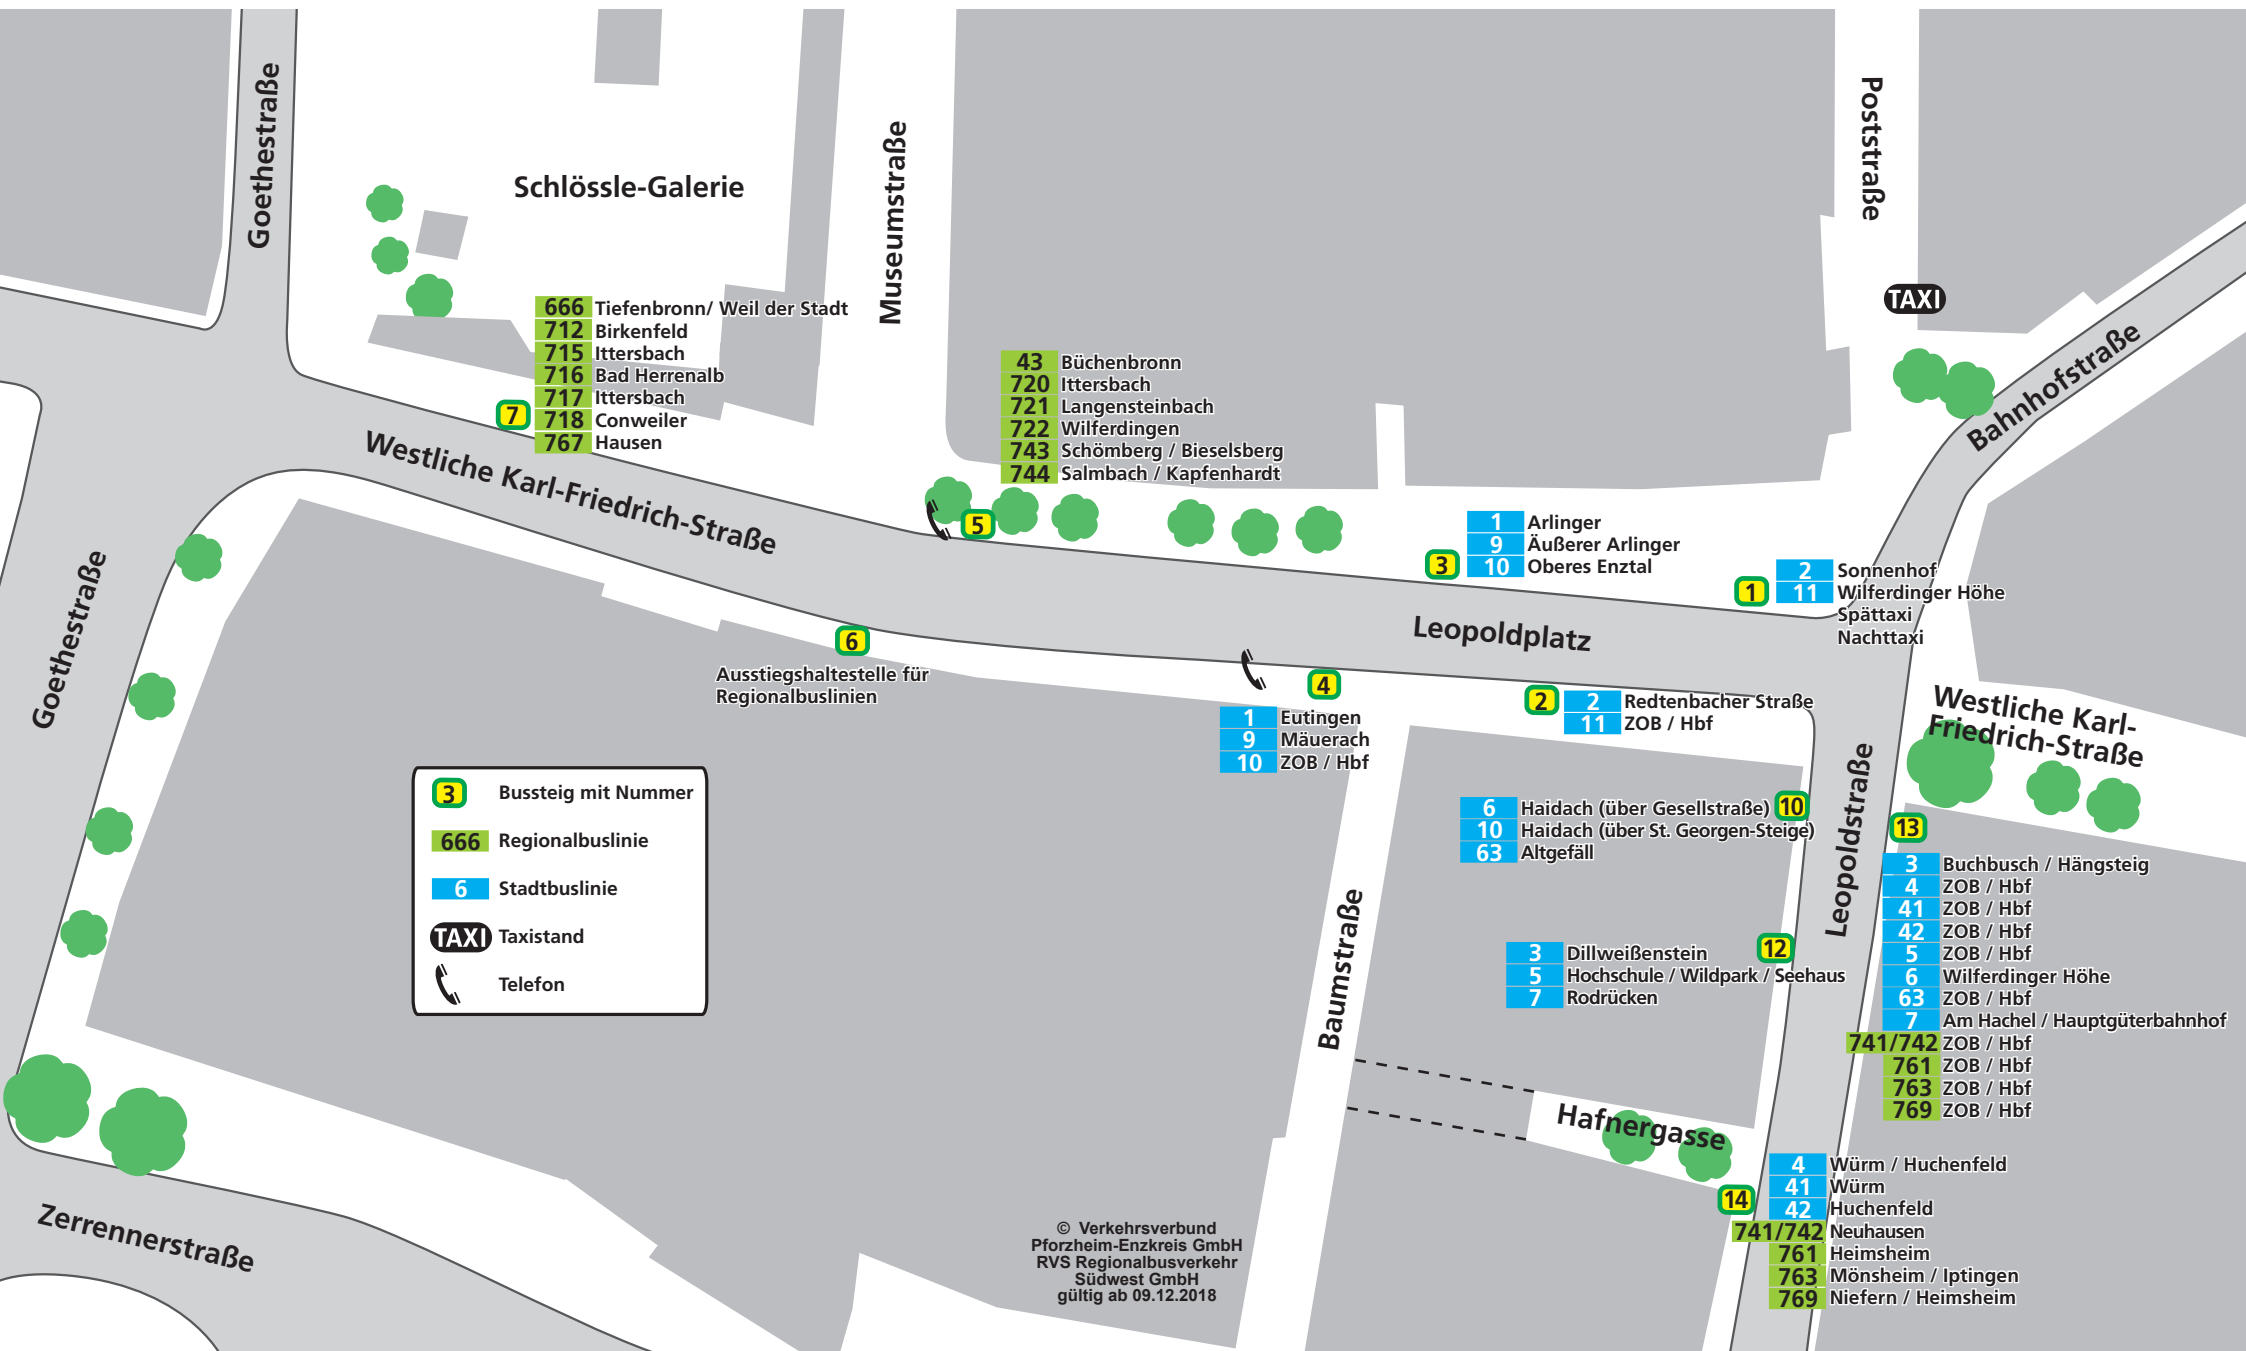 Goethestraße
Schlössle-Galerie
Museumstraße
Poststraße
TAXI
Bahnhofstraße
666 Tiefenbronn/ Weil der Stadt
712 Birkenfeld
715 Ittersbach
716 Bad Herrenalb
717 Ittersbach
7 718 Conweiler
767 Hausen
43 Büchenbronn
720 Ittersbach
721 Langensteinbach
722 Wilferdingen
743 Schömberg / Bieselsberg
744 Salmbach / Kapfenhardt
5
Westliche Karl-Friedrich-Straße
1 Arlinger
9 Äußerer Arlinger
3 10 Oberes Enztal
2 Sonnenhof
1 11 Wilferdinger Höhe
Spättaxi
Nachttaxi
Leopoldplatz
6
Ausstiegshaltestelle für
Regionalbuslinien
4
1 Eutingen
9 Mäuerach
10 ZOB / Hbf
2 2 Redtenbacher Straße
11 ZOB / Hbf
Westliche Karl-
Friedrich-Straße
Goethestraße
3 Bussteig mit Nummer
666 Regionalbuslinie
6 Stadtbuslinie
TAXI Taxistand
Telefon
6 Haidach (über Gesellstraße) 10
10 Haidach (über St. Georgen-Steige)
63 Altgefäll
Leopoldstraße
13
3 Buchbusch / Hängsteig
4 ZOB / Hbf
41 ZOB / Hbf
42 ZOB / Hbf
5 ZOB / Hbf
6 Wilferdinger Höhe
63 ZOB / Hbf
7 Am Hachel / Hauptgüterbahnhof
741/742 ZOB / Hbf
761 ZOB / Hbf
763 ZOB / Hbf
769 ZOB / Hbf
12
3 Dillweißenstein
5 Hochschule / Wildpark / Seehaus
7 Rodrücken
Baumstraße
Hafnergasse
14
4 Würm / Huchenfeld
41 Würm
42 Huchenfeld
741/742 Neuhausen
761 Heimsheim
763 Mönsheim / Iptingen
769 Niefern / Heimsheim
Zerrennerstraße
© Verkehrsverbund
Pforzheim-Enzkreis GmbH
RVS Regionalbusverkehr
Südwest GmbH
gültig ab 09.12.2018